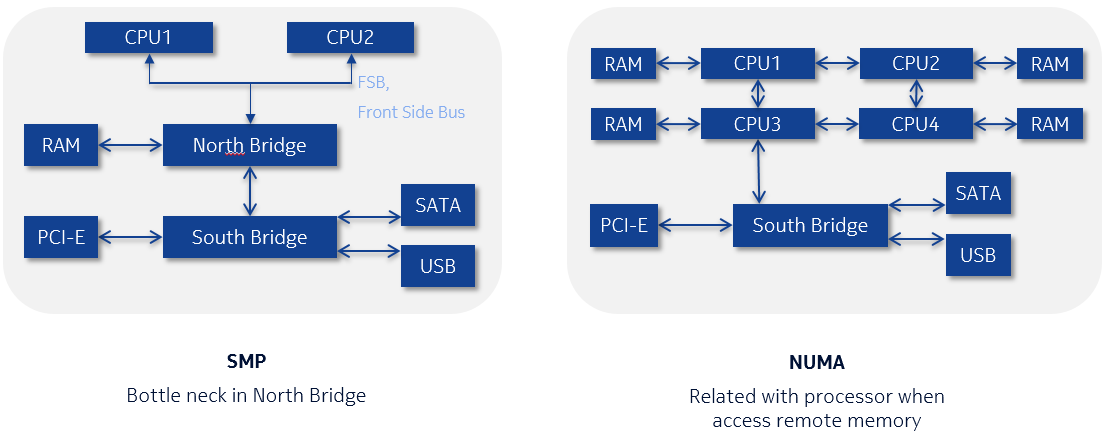 CPU1
CPU2
FSB,
Front Side Bus
RAM
North Bridge
SATA
PCI-E
South Bridge
USB
SMP
Bottle neck in North Bridge
RAM
CPU1
CPU2
RAM
RAM
CPU3
CPU4
RAM
SATA
PCI-E
South Bridge
USB
NUMA
Related with processor when
access remote memory